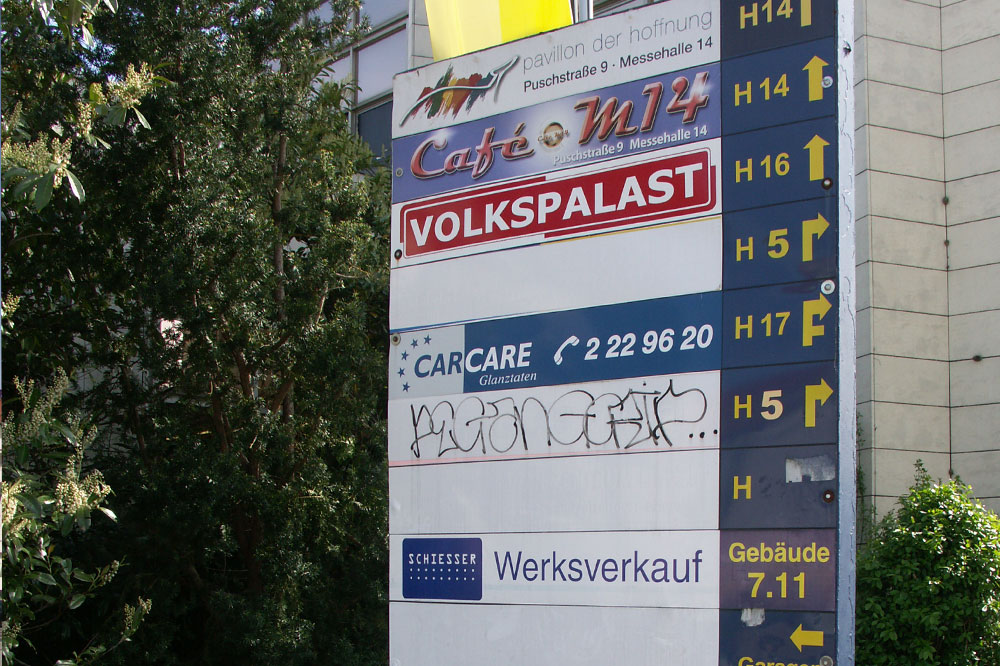 pavillon der hoffnung
Puschstraße 9 · Messehalle 14
H14
Café M14
Puschstraße 9 Messehalle 14
H 14
VOLKSPALAST
H 16
H 5
CARCARE
Glanztaten
2 22 96 20
H 17
H 5
H
SCHIESSER
Werksverkauf
Gebäude
7.11